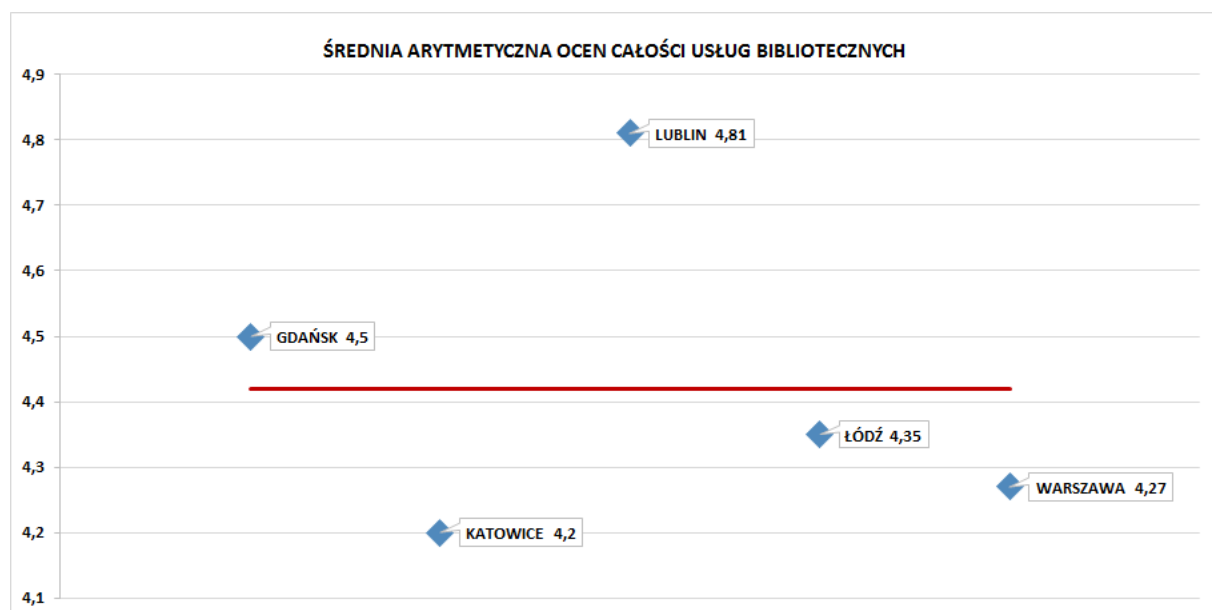 ŚREDNIA ARYTMETYCZNA OCEN CAŁOŚCI USŁUG BIBLIOTECZNYCH
4,9
4,8
LUBLIN 4,81
4,7
4,6
4,5
GDAŃSK 4,5
4,4
ŁÓDŹ 4,35
4,3
WARSZAWA 4,27
4,2
KATOWICE 4,2
4,1